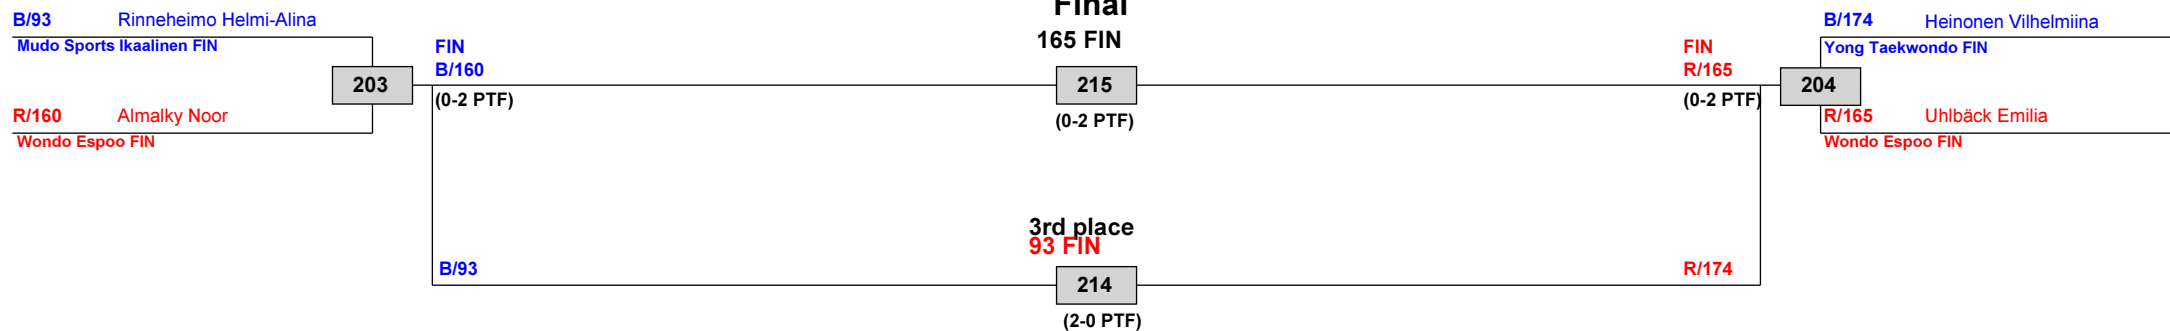 Final
165 FIN
B/93 Rinneheimo Helmi-Alina
Mudo Sports Ikaalinen FIN
203
R/160 Almalky Noor
Wondo Espoo FIN
FIN
B/160
(0-2 PTF)
215
(0-2 PTF)
FIN
R/165
(0-2 PTF)
B/174 Heinonen Vilhelmiina
Yong Taekwondo FIN
204
R/165 Uhlbäck Emilia
Wondo Espoo FIN
3rd place
93 FIN
B/93
214
R/174
(2-0 PTF)